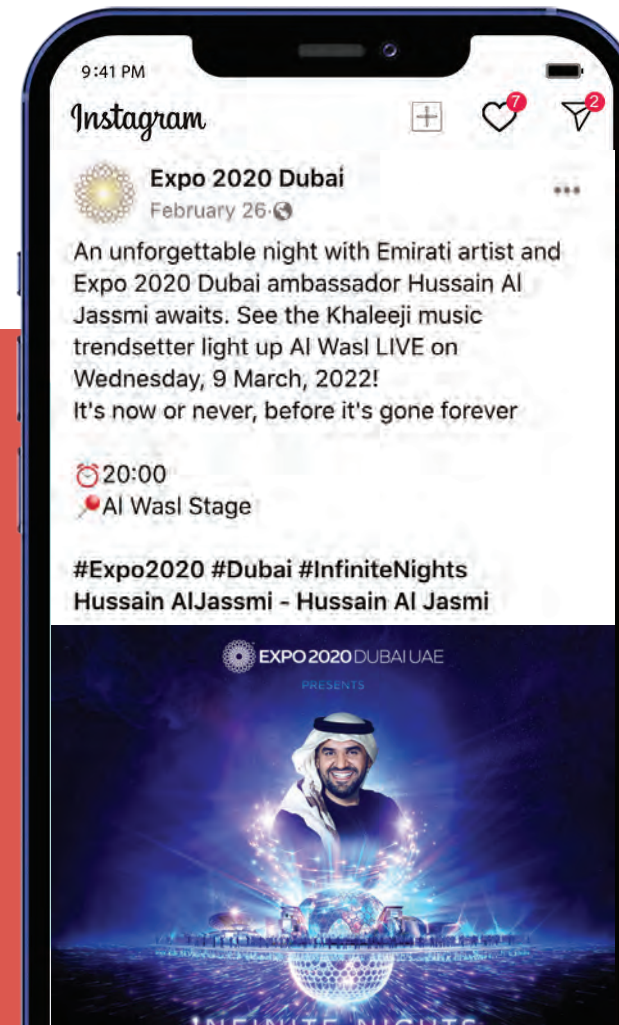 9:41 PM
Instagram
7
2
Expo 2020 Dubai
February 26·
An unforgettable night with Emirati artist and
Expo 2020 Dubai ambassador Hussain Al
Jassmi awaits. See the Khaleeji music
trendsetter light up Al Wasl LIVE on
Wednesday, 9 March, 2022!
It's now or never, before it's gone forever
⏰20:00
📍Al Wasl Stage
#Expo2020 #Dubai #InfiniteNights
Hussain AlJassmi - Hussain Al Jasmi
EXPO 2020 DUBAI UAE
PRESENTS
INFINITE NIGHTS